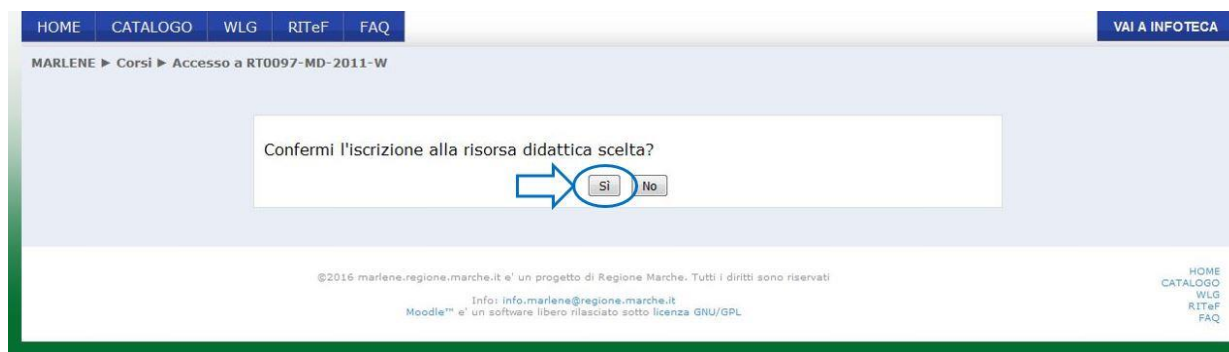 HOME CATALOGO WLG RITeF FAQ VAI A INFOTECA
MARLENE ► Corsi ► Accesso a RT0097-MD-2011-W
Confermi l'iscrizione alla risorsa didattica scelta?
Sì No
©2016 marlene.regione.marche.it e' un progetto di Regione Marche. Tutti i diritti sono riservati
Info: info.marlene@regione.marche.it
Moodle™ e' un software libero rilasciato sotto licenza GNU/GPL
HOME
CATALOGO
WLG
RITeF
FAQ